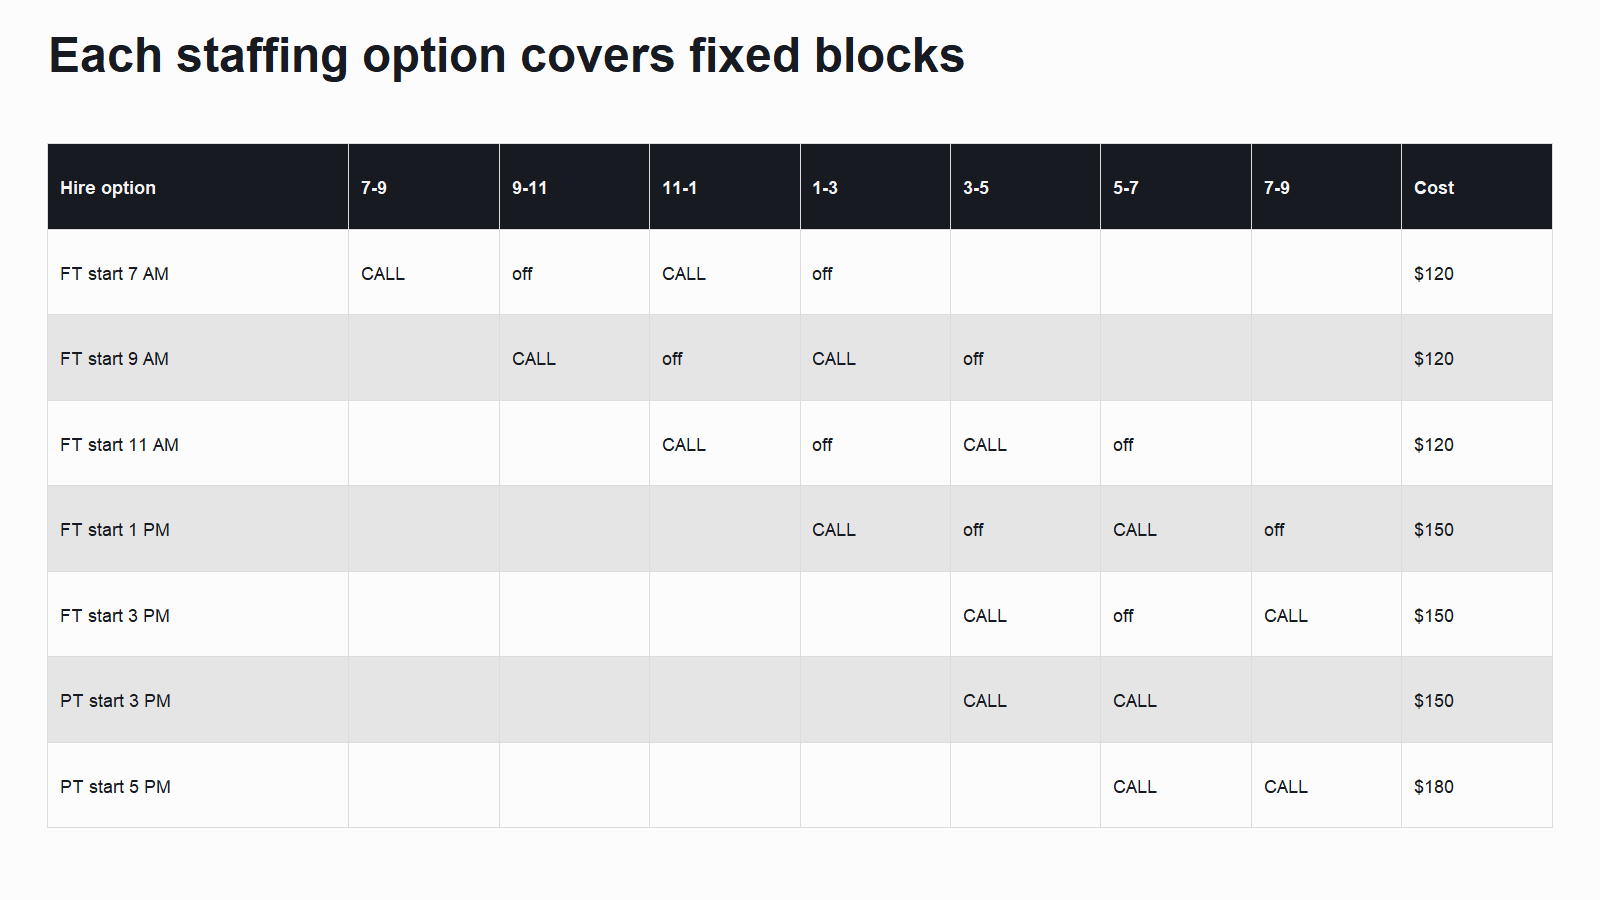 Each staffing option covers fixed blocks
Hire option 7-9 9-11 11-1 1-3 3-5 5-7 7-9 Cost
FT start 7 AM CALL off CALL off $120
FT start 9 AM CALL off CALL off $120
FT start 11 AM CALL off CALL off $120
FT start 1 PM CALL off CALL off $150
FT start 3 PM CALL off CALL $150
PT start 3 PM CALL CALL $150
PT start 5 PM CALL CALL $180